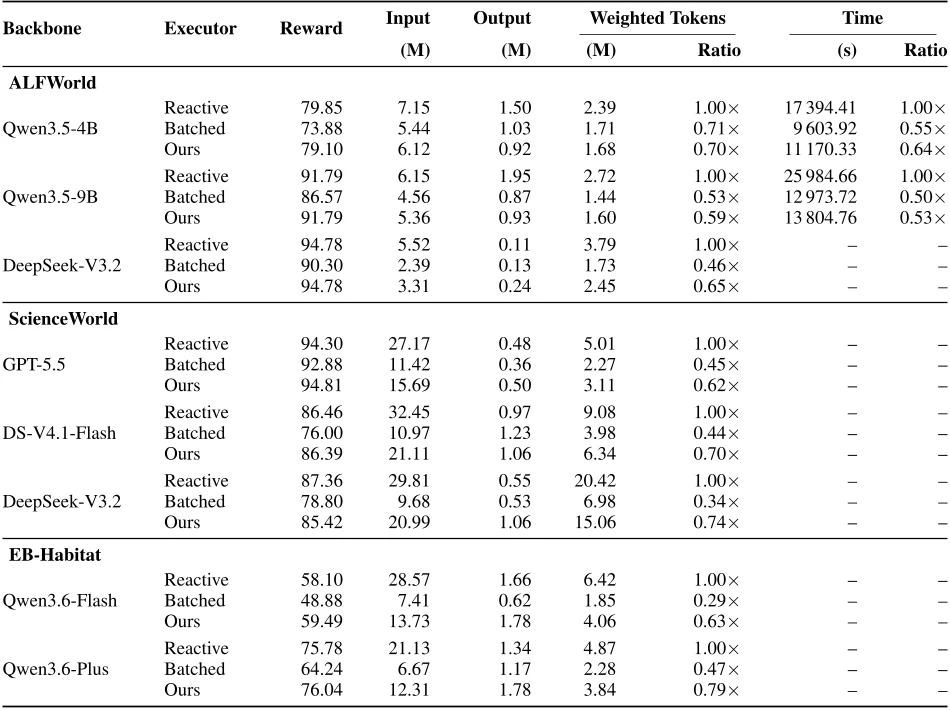 Backbone Executor Reward Input (M) Output (M) Weighted Tokens Time
(M) Ratio (s) Ratio
ALFWorld
Reactive 79.85 7.15 1.50 2.39 1.00× 17 394.41 1.00×
Qwen3.5-4B Batched 73.88 5.44 1.03 1.71 0.71× 9 603.92 0.55×
Ours 79.10 6.12 0.92 1.68 0.70× 11 170.33 0.64×
Reactive 91.79 6.15 1.95 2.72 1.00× 25 984.66 1.00×
Qwen3.5-9B Batched 86.57 4.56 0.87 1.44 0.53× 12 973.72 0.50×
Ours 91.79 5.36 0.93 1.60 0.59× 13 804.76 0.53×
Reactive 94.78 5.52 0.11 3.79 1.00× – –
DeepSeek-V3.2 Batched 90.30 2.39 0.13 1.73 0.46× – –
Ours 94.78 3.31 0.24 2.45 0.65× – –
ScienceWorld
Reactive 94.30 27.17 0.48 5.01 1.00× – –
GPT-5.5 Batched 92.88 11.42 0.36 2.27 0.45× – –
Ours 94.81 15.69 0.50 3.11 0.62× – –
Reactive 86.46 32.45 0.97 9.08 1.00× – –
DS-V4.1-Flash Batched 76.00 10.97 1.23 3.98 0.44× – –
Ours 86.39 21.11 1.06 6.34 0.70× – –
Reactive 87.36 29.81 0.55 20.42 1.00× – –
DeepSeek-V3.2 Batched 78.80 9.68 0.53 6.98 0.34× – –
Ours 85.42 20.99 1.06 15.06 0.74× – –
EB-Habitat
Reactive 58.10 28.57 1.66 6.42 1.00× – –
Qwen3.6-Flash Batched 48.88 7.41 0.62 1.85 0.29× – –
Ours 59.49 13.73 1.78 4.06 0.63× – –
Reactive 75.78 21.13 1.34 4.87 1.00× – –
Qwen3.6-Plus Batched 64.24 6.67 1.17 2.28 0.47× – –
Ours 76.04 12.31 1.78 3.84 0.79× – –